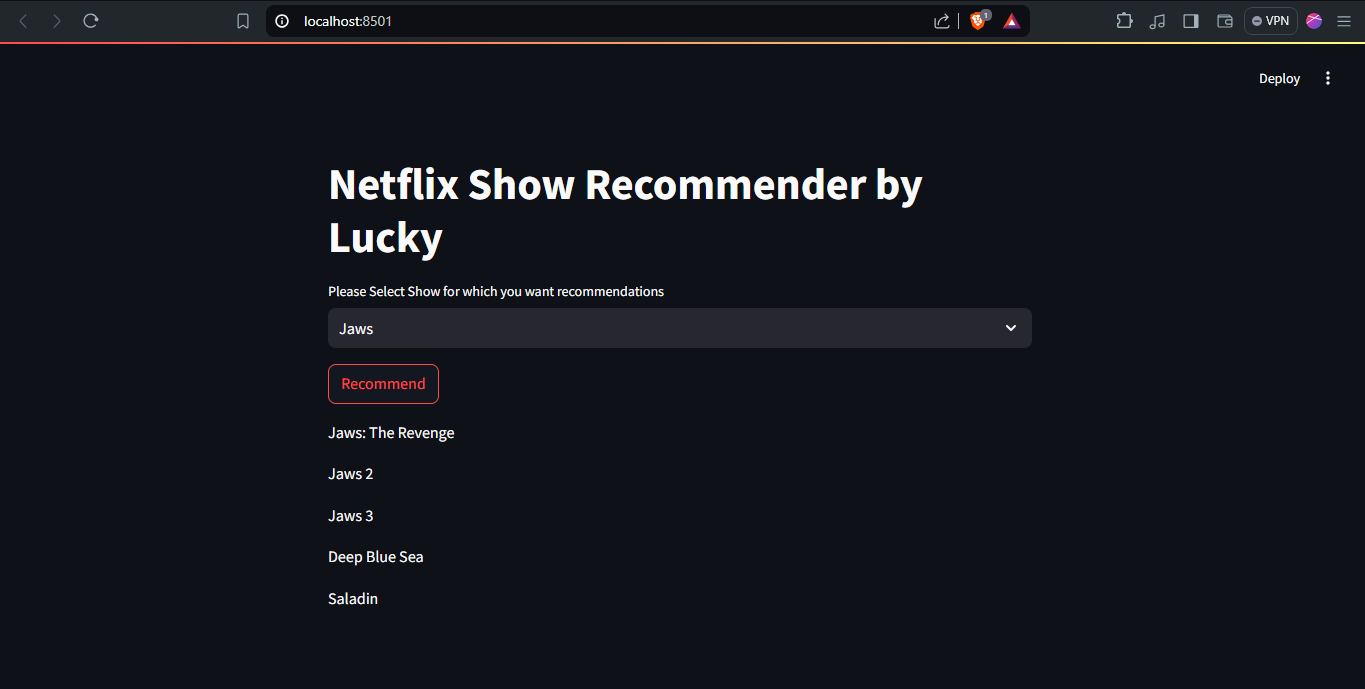 localhost:8501
1
VPN
Deploy
Netflix Show Recommender by
Lucky
Please Select Show for which you want recommendations
Jaws
Recommend
Jaws: The Revenge
Jaws 2
Jaws 3
Deep Blue Sea
Saladin